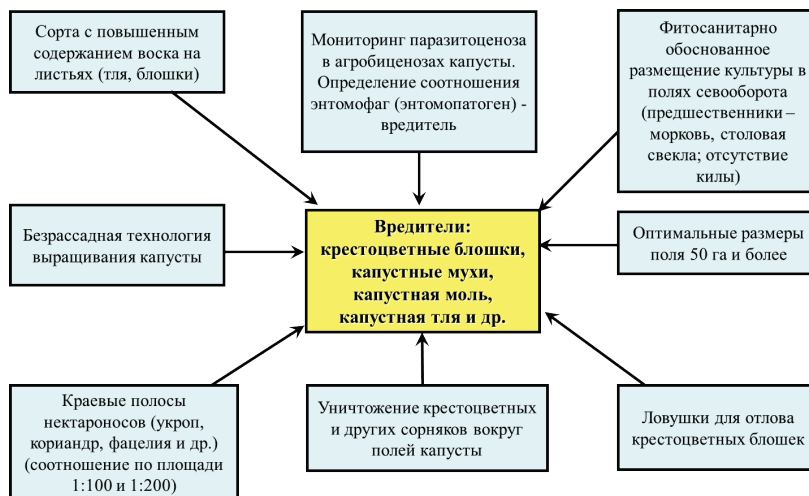 Сорта с повышенным
содержанием воска на
листьях (тля, блошки)
Мониторинг паразитоценоза
в агробиценозах капусты.
Определение соотношения
энтомофаг (энтомопатоген) -
вредитель
Фитосанитарно
обоснованное
размещение культуры в
полях севооборота
(предшественники –
морковь, столовая
свекла; отсутствие
килы)
Безрассадная технология
выращивания капусты
Вредители:
крестоцветные блошки,
капустные мухи,
капустная моль,
капустная тля и др.
Оптимальные размеры
поля 50 га и более
Краевые полосы
нектароносов (укроп,
кориандр, фацелия и др.)
(соотношение по площади
1:100 и 1:200)
Уничтожение крестоцветных
и других сорняков вокруг
полей капусты
Ловушки для отлова
крестоцветных блошек